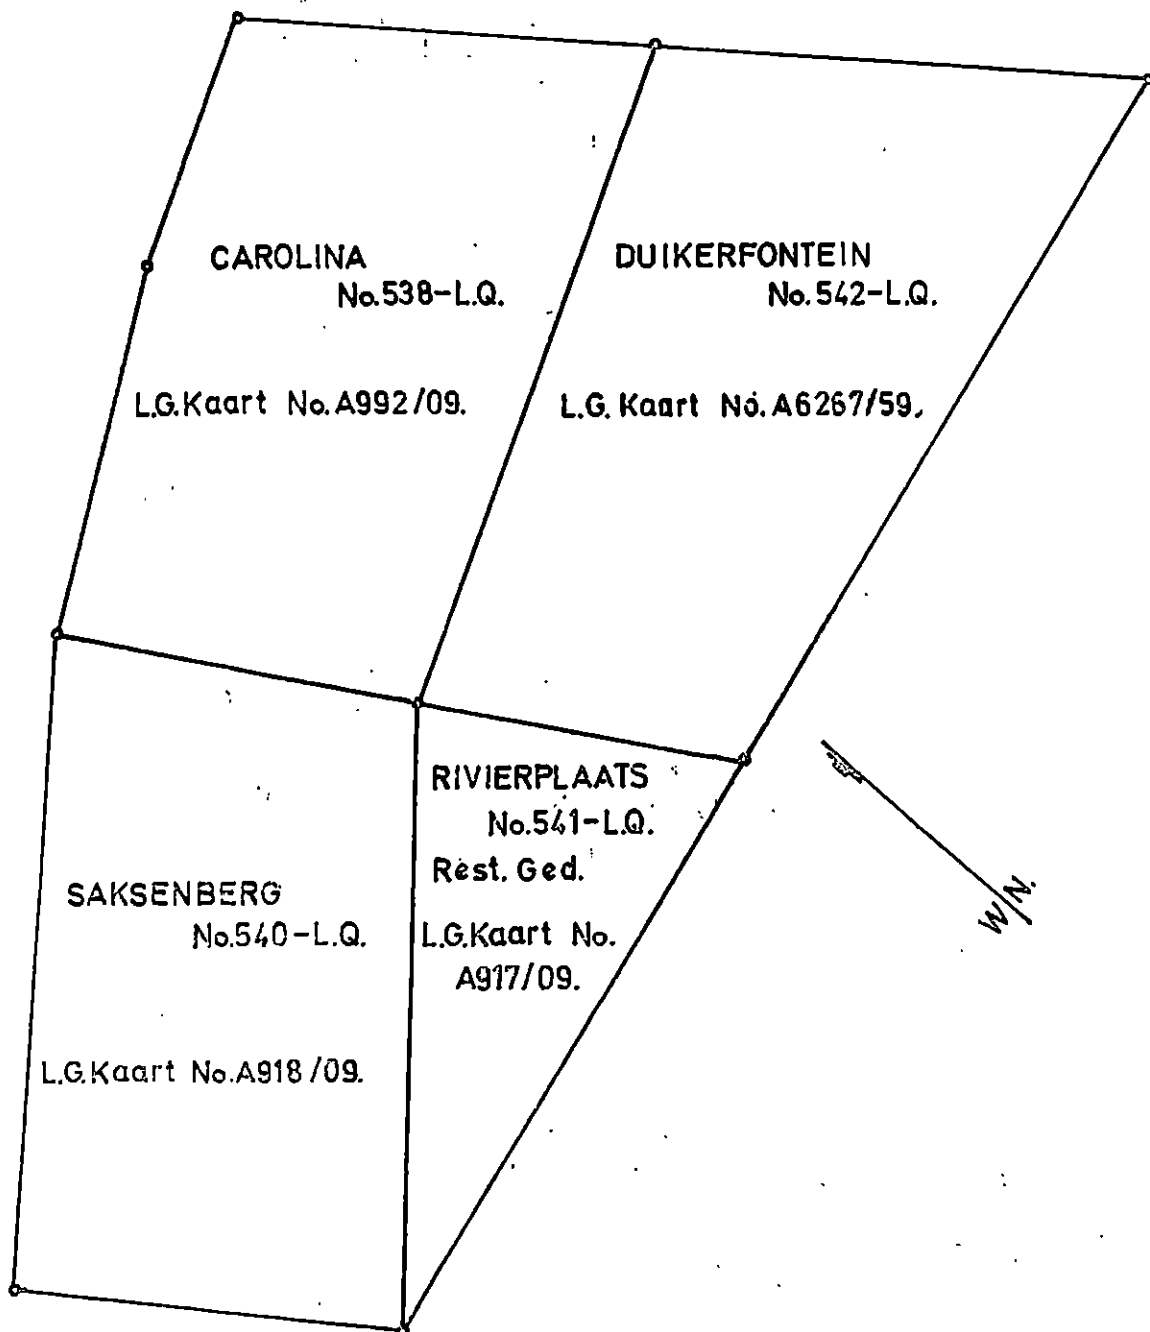 CAROLINA
No.538-L.Q.
L.G.Kaart No.A992/09.
DUIKERFONTEIN
No.542-L.Q.
L.G.Kaart No.A6267/59.
RIVIERPLAATS
No.541-L.Q.
Rest. Ged.
L.G.Kaart No.
A917/09.
SAKSENBERG
No.540-L.Q.
L.G.Kaart No.A918/09.
W/N.